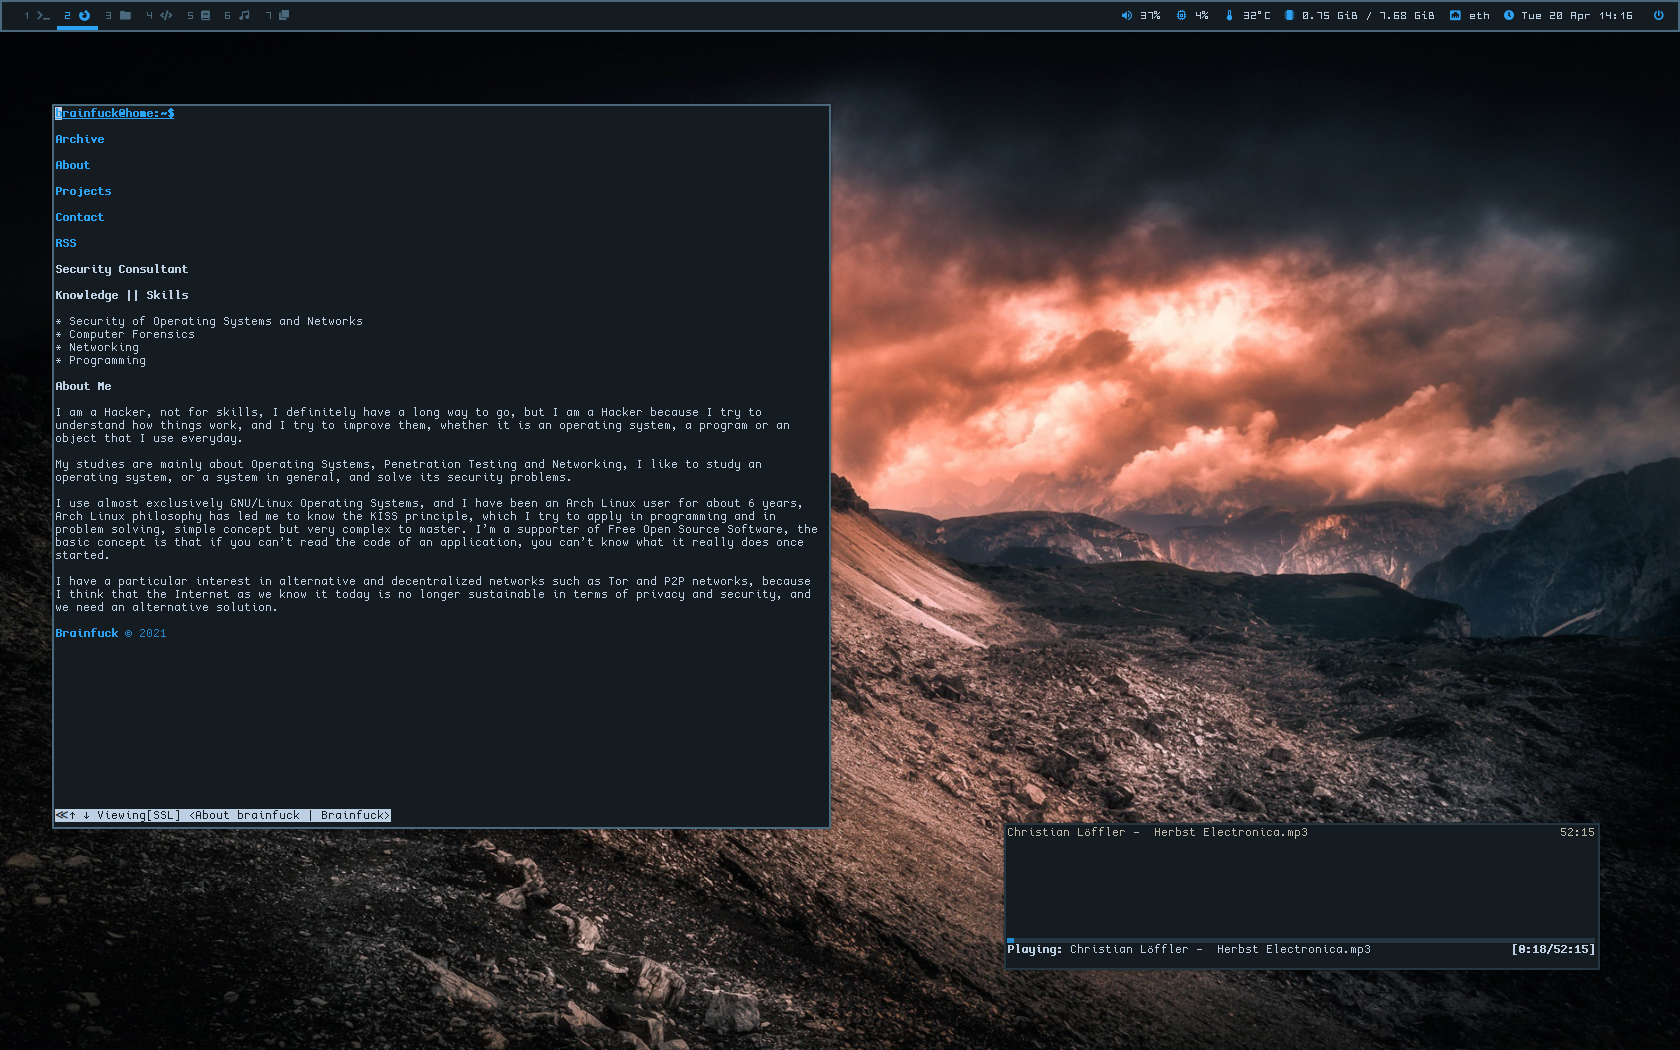 1 2 3 4 5 6 7
37% 4% 32°C 0.75 GiB / 7.68 GiB eth Tue 20 Apr 14:16
brainfuck@home:~$
Archive
About
Projects
Contact
RSS
Security Consultant
Knowledge || Skills
* Security of Operating Systems and Networks
* Computer Forensics
* Networking
* Programming
About Me
I am a Hacker, not for skills, I definitely have a long way to go, but I am a Hacker because I try to
understand how things work, and I try to improve them, whether it is an operating system, a program or an
object that I use everyday.
My studies are mainly about Operating Systems, Penetration Testing and Networking, I like to study an
operating system, or a system in general, and solve its security problems.
I use almost exclusively GNU/Linux Operating Systems, and I have been an Arch Linux user for about 6 years,
Arch Linux philosophy has led me to know the KISS principle, which I try to apply in programming and in
problem solving, simple concept but very complex to master. I'm a supporter of Free Open Source Software, the
basic concept is that if you can't read the code of an application, you can't know what it really does once
started.
I have a particular interest in alternative and decentralized networks such as Tor and P2P networks, because
I think that the Internet as we know it today is no longer sustainable in terms of privacy and security, and
we need an alternative solution.
Brainfuck © 2021
≪↑ ↓ Viewing[SSL] <About brainfuck | Brainfuck>
Christian Löffler -  Herbst Electronica.mp3 52:15
Playing: Christian Löffler -  Herbst Electronica.mp3 [0:18/52:15]